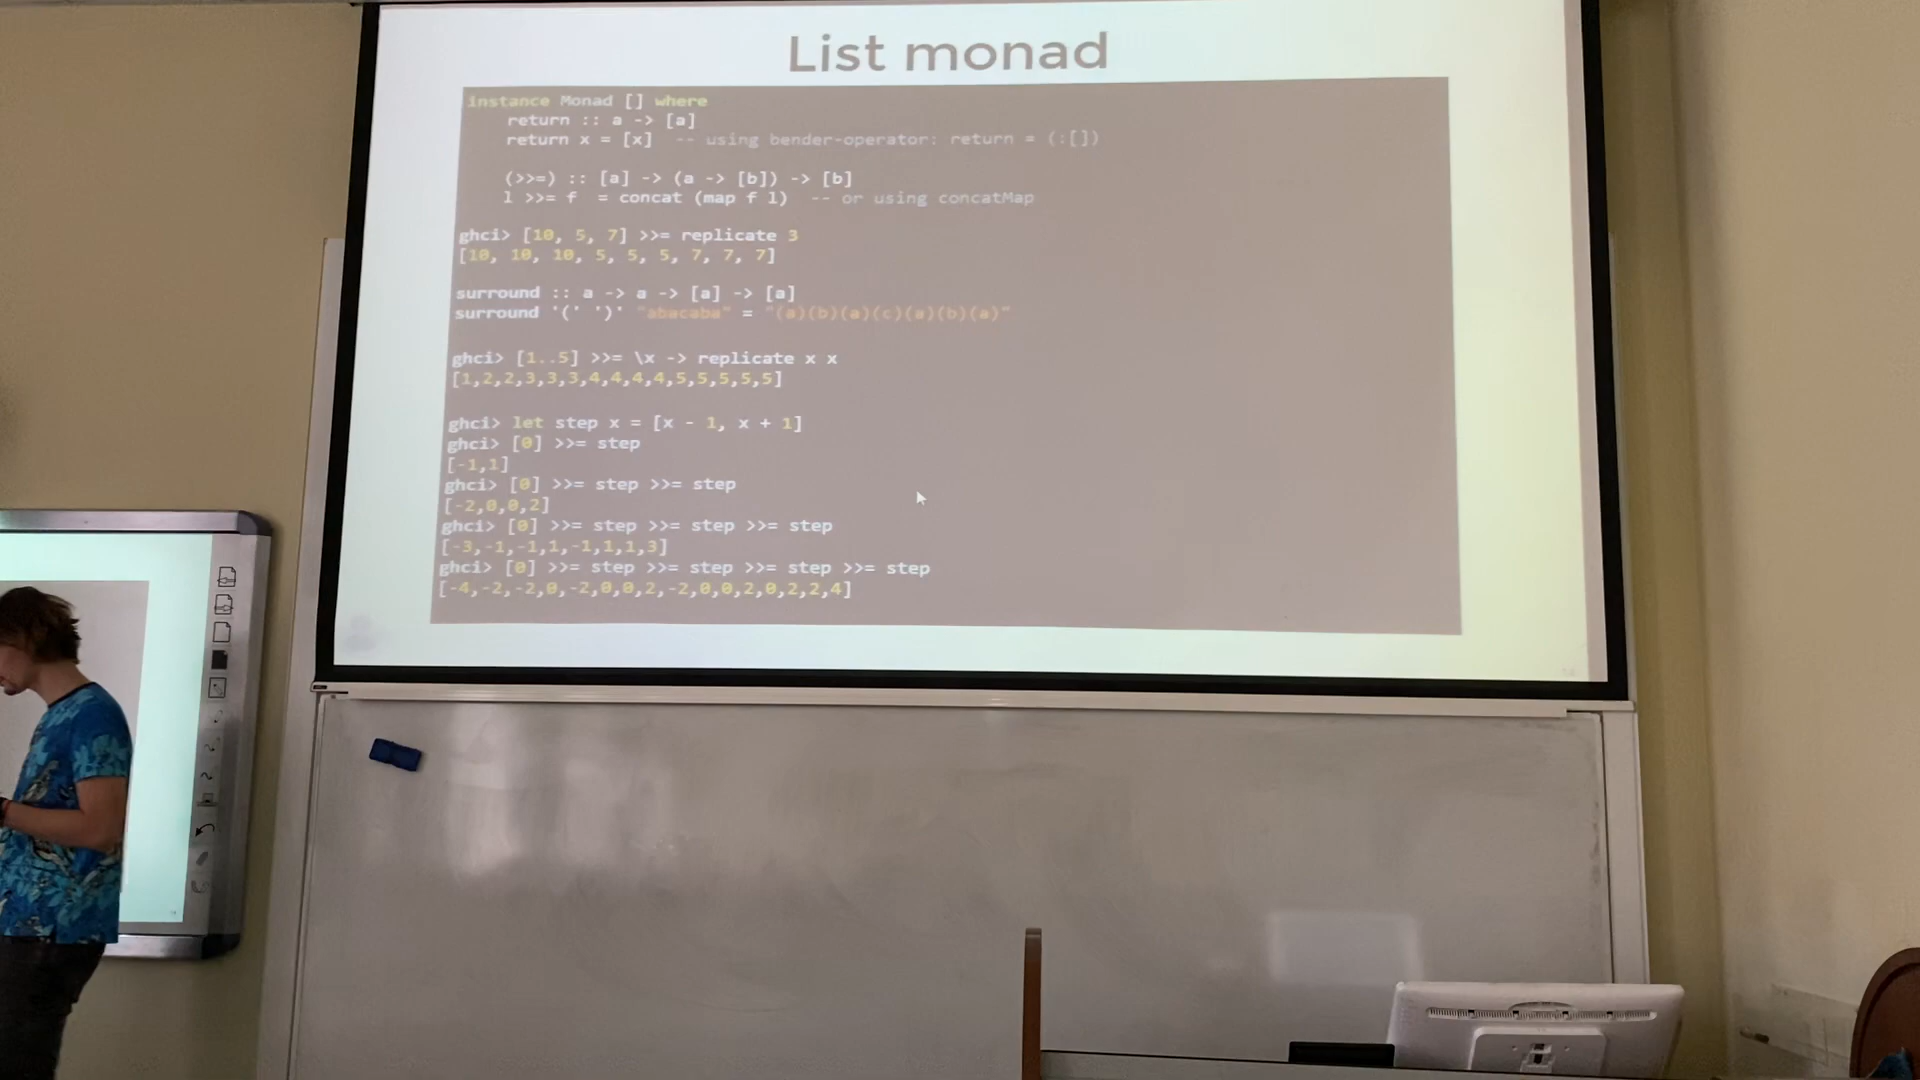 List monad
instance Monad [] where
return :: a -> [a]
return x = [x]  -- using bender-operator: return = (:[])
(>>=) :: [a] -> (a -> [b]) -> [b]
l >>= f  = concat (map f l)  -- or using concatMap
ghci> [10, 5, 7] >>= replicate 3
[10, 10, 10, 5, 5, 5, 7, 7, 7]
surround :: a -> a -> [a] -> [a]
surround '(' ')' "abacaba" = "(a)(b)(a)(c)(a)(b)(a)"
ghci> [1..5] >>= \x -> replicate x x
[1,2,2,3,3,3,4,4,4,4,5,5,5,5,5]
ghci> let step x = [x - 1, x + 1]
ghci> [0] >>= step
[-1,1]
ghci> [0] >>= step >>= step
[-2,0,0,2]
ghci> [0] >>= step >>= step >>= step
[-3,-1,-1,1,-1,1,1,3]
ghci> [0] >>= step >>= step >>= step >>= step
[-4,-2,-2,0,-2,0,0,2,-2,0,0,2,0,2,2,4]